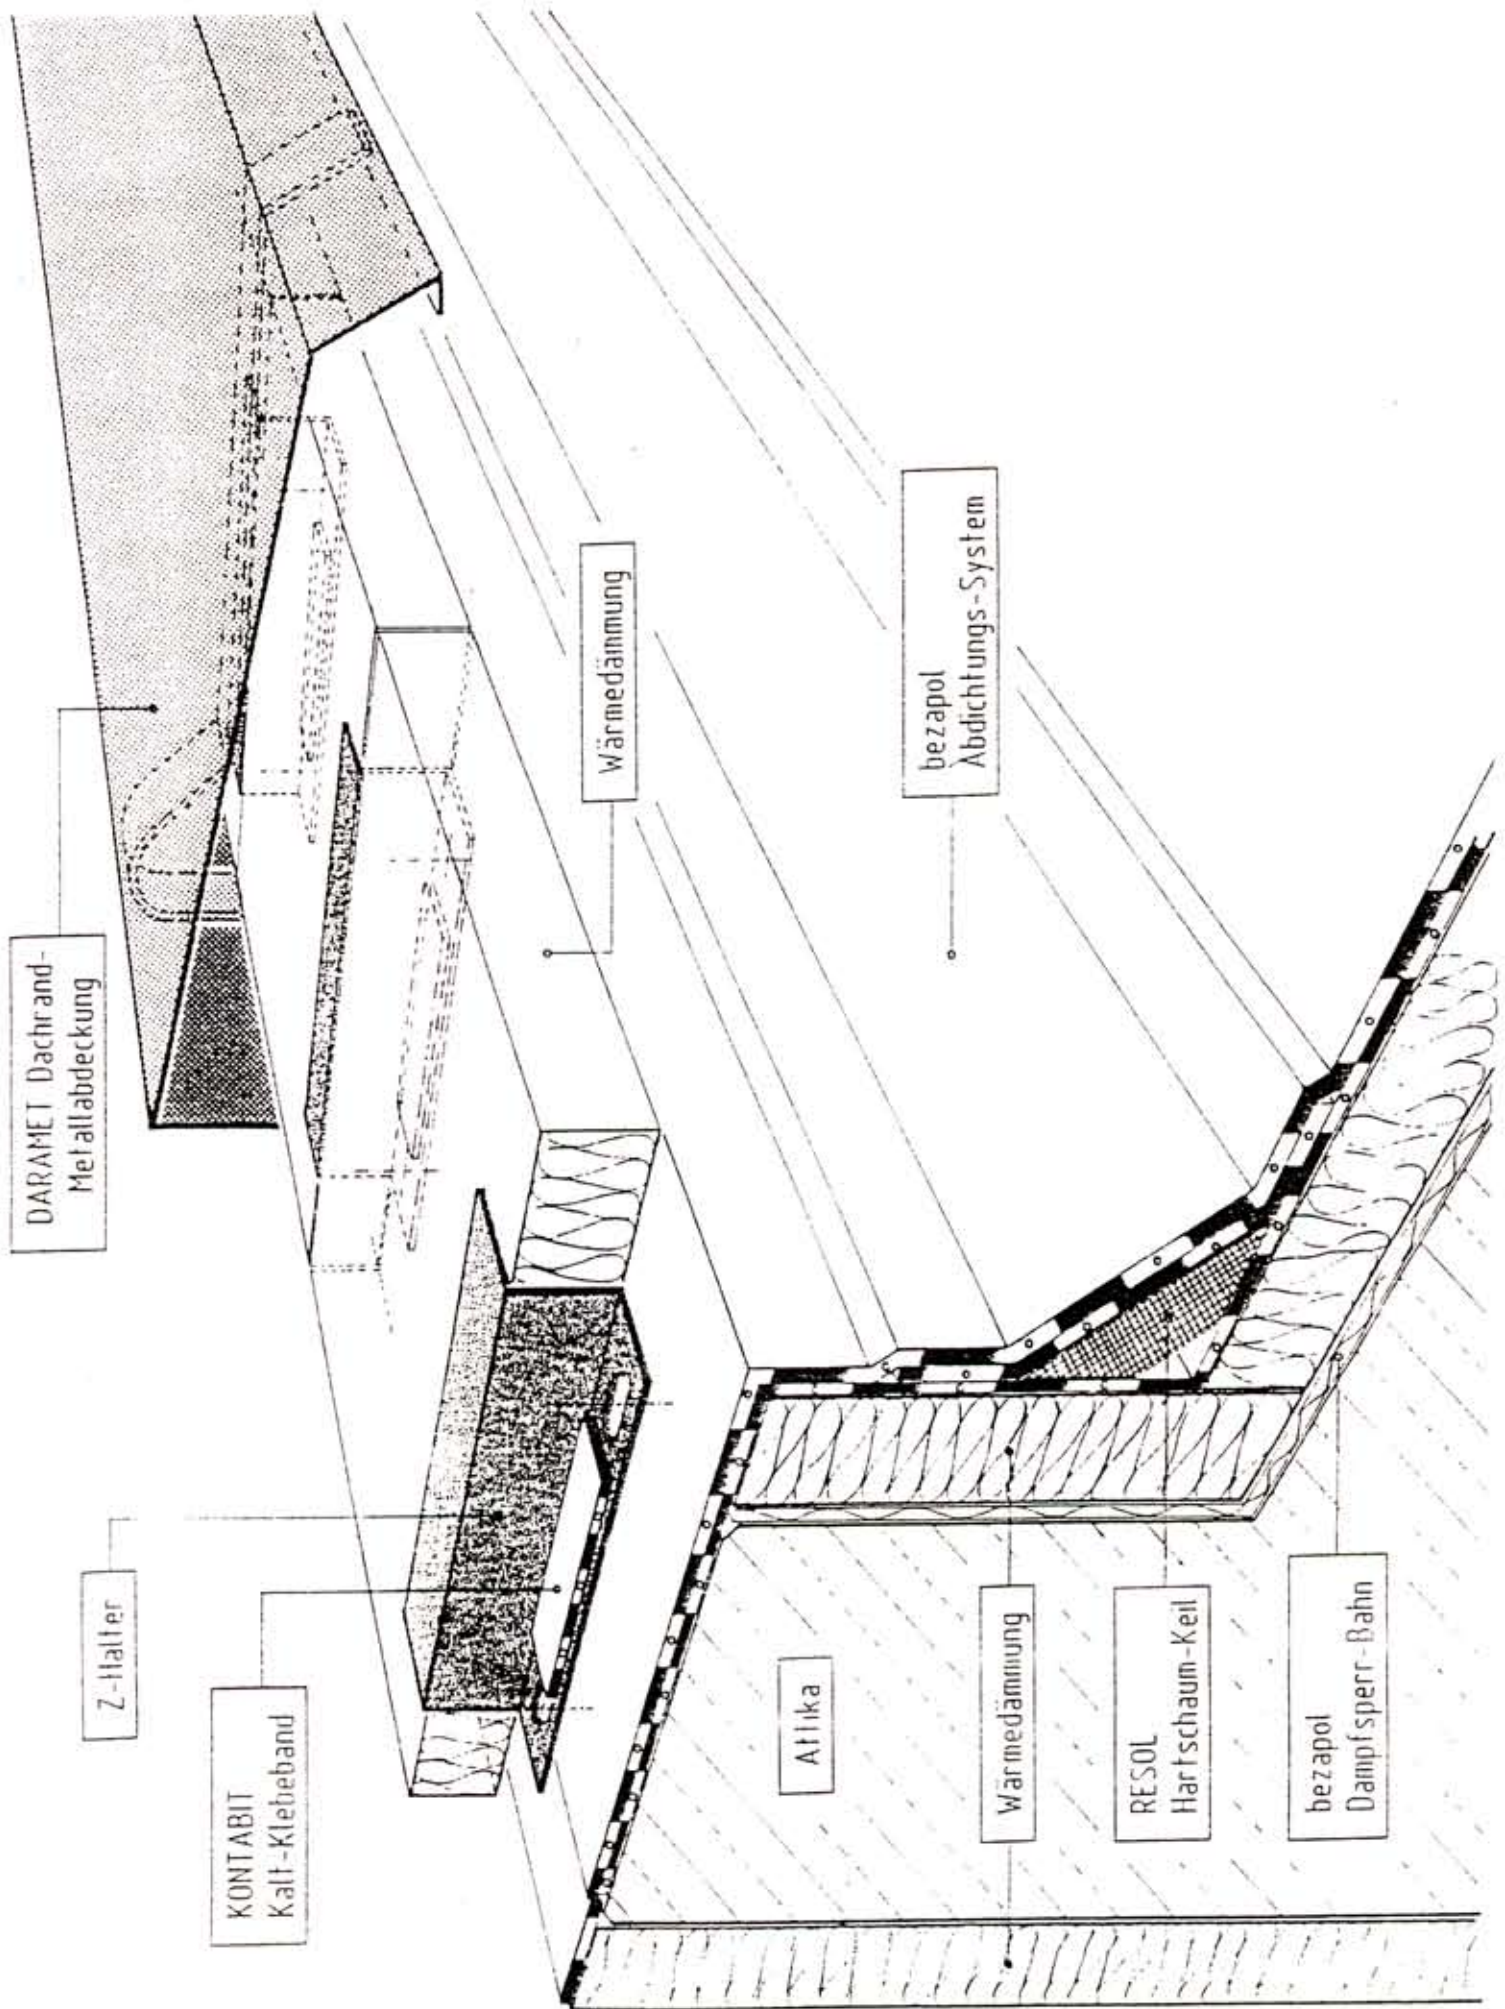 DARAMET Dachrand-
Metallabdeckung
Z-Halter
KONTABIT
Kalt-Klebeband
Wärmedämmung
bezapol
Abdichtungs-System
Attika
Wärmedämmung
RESOL
Hartschaum-Keil
bezapol
Dampfsperr-Bahn